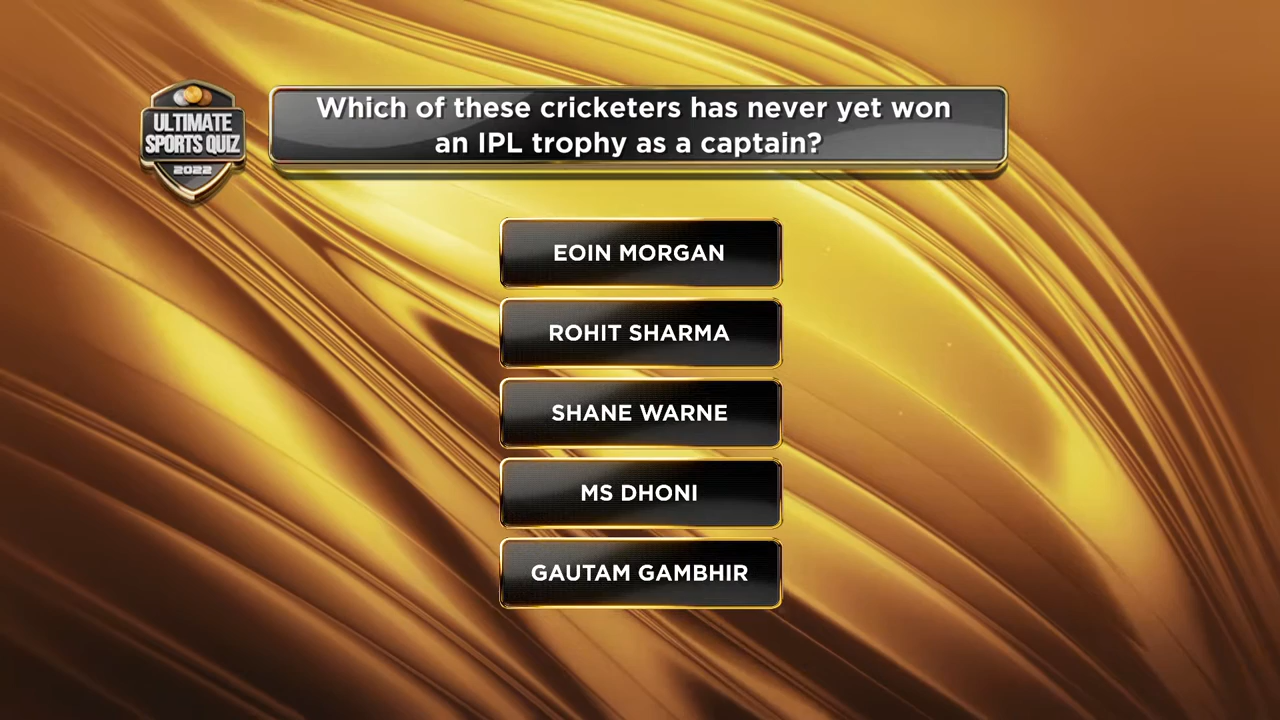 ULTIMATE
SPORTS QUIZ
2022
Which of these cricketers has never yet won
an IPL trophy as a captain?
EOIN MORGAN
ROHIT SHARMA
SHANE WARNE
MS DHONI
GAUTAM GAMBHIR